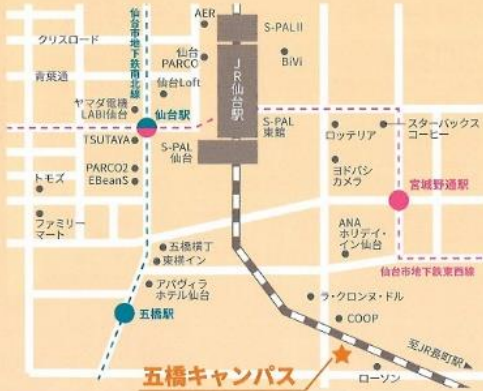 仙台市地下鉄南北線
AER
S-PALII
クリスロード
仙台
PARCO
BiVi
青葉通
仙台Loft
JR仙台駅
ヤマダ電機
LABI仙台
仙台駅
S-PAL
東館
ロッテリア
スターバックス
コーヒー
TSUTAYA
S-PAL
仙台
PARCO2
EBeanS
ヨドバシ
カメラ
トモズ
宮城野通駅
ファミリー
マート
ANA
ホリデイ・
イン仙台
五橋横丁
東横イン
仙台市地下鉄東西線
アパヴィラ
ホテル仙台
ラ・クロンヌ・ドル
五橋駅
COOP
至JR長町駅
五橋キャンパス
ローソン